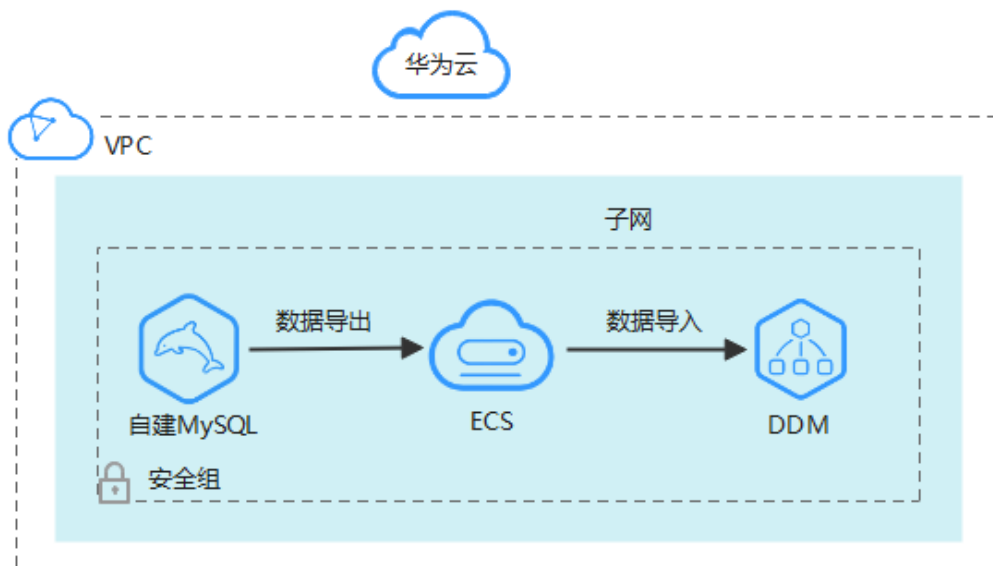 华为云
VPC
子网
数据导出
数据导入
自建MySQL
ECS
DDM
安全组